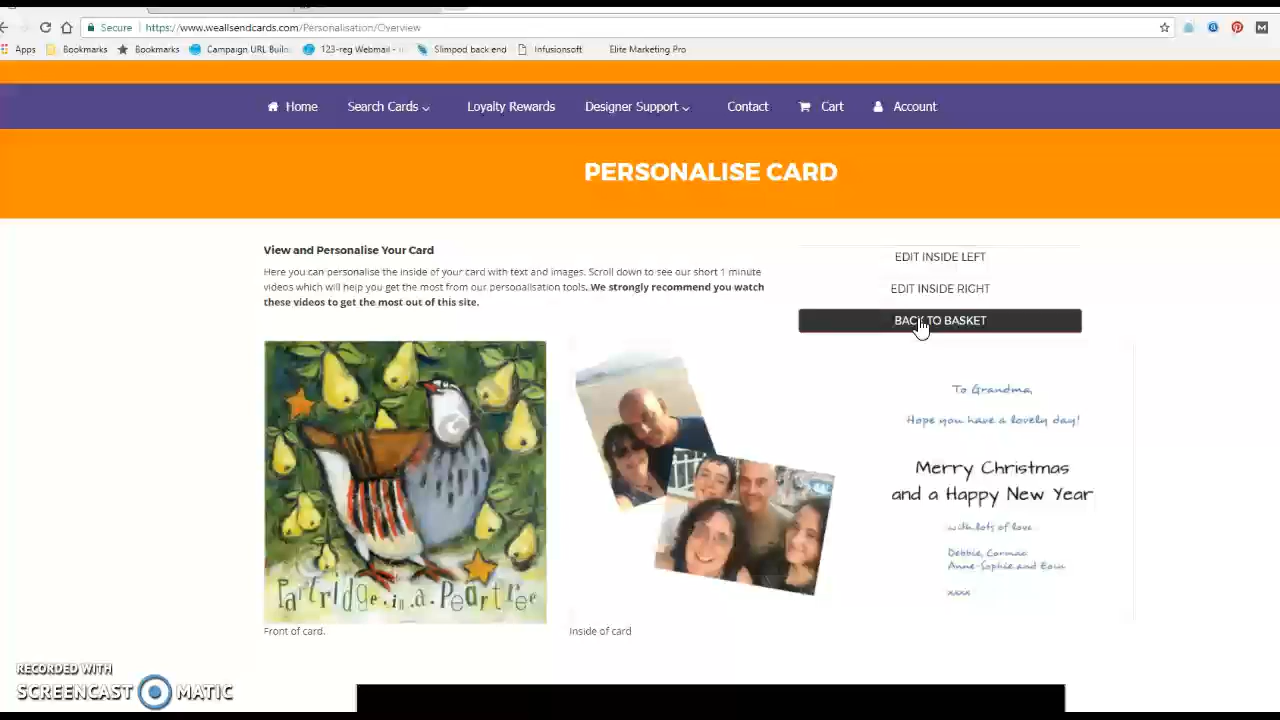 Secure https://www.weallsendcards.com/Personalisation/Overview
Apps Bookmarks Bookmarks Campaign URL Build 123-reg Webmail - Slimpod back end Infusionsoft Elite Marketing Pro
Home Search Cards Loyalty Rewards Designer Support Contact Cart Account
PERSONALISE CARD
View and Personalise Your Card
Here you can personalise the inside of your card with text and images. Scroll down to see our short 1 minute
videos which will help you get the most from our personalisation tools. We strongly recommend you watch
these videos to get the most out of this site.
EDIT INSIDE LEFT
EDIT INSIDE RIGHT
BACK TO BASKET
Partridge.in.a.Peartree
To Grandma,
Hope you have a lovely day!
Merry Christmas
and a Happy New Year
with lots of love
Debbie, Cormac
Anne-Sophie and Eoin
xxxx
Front of card.
Inside of card
RECORDED WITH
SCREENCAST MATIC